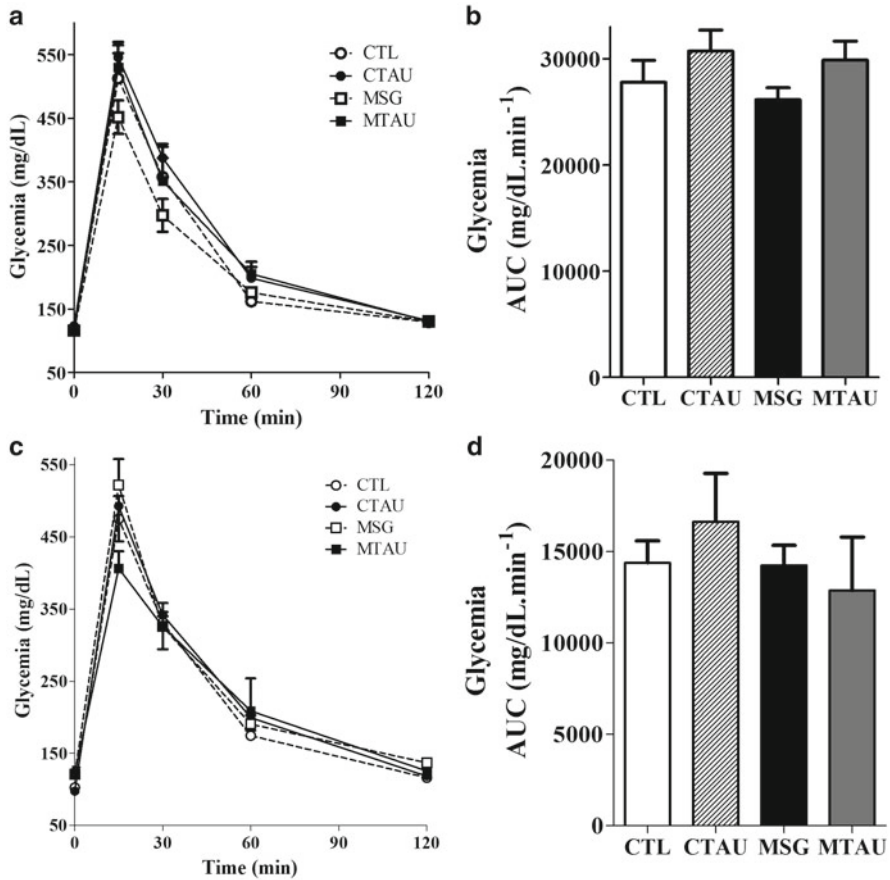 a
550
450
350
250
150
50
Glycemia (mg/dL)
0 30 60 90 120
Time (min)
CTL
CTAU
MSG
MTAU
b
30000
20000
10000
0
Glycemia
AUC (mg/dL.min⁻¹)
CTL CTAU MSG MTAU
c
550
450
350
250
150
50
Glycemia (mg/dL)
0 30 60 90 120
Time (min)
CTL
CTAU
MSG
MTAU
d
20000
15000
10000
5000
0
Glycemia
AUC (mg/dL.min⁻¹)
CTL CTAU MSG MTAU